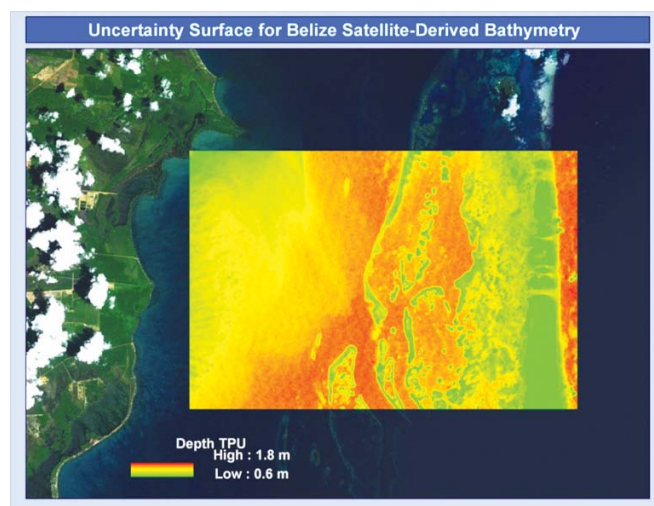 Uncertainty Surface for Belize Satellite-Derived Bathymetry
Depth TPU
High : 1.8 m
Low : 0.6 m